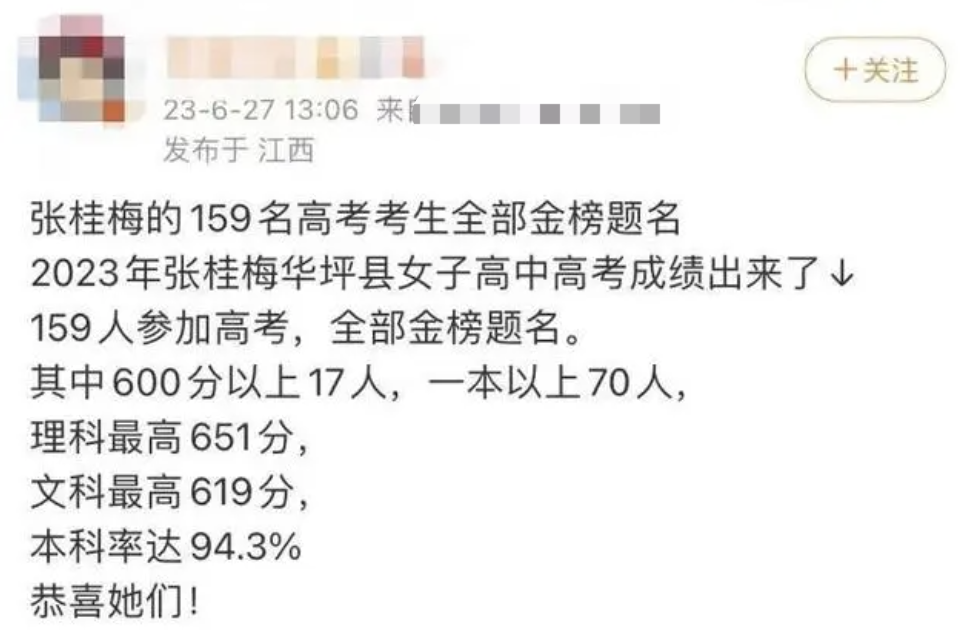 +关注
23-6-27 13:06 来
发布于 江西
张桂梅的159名高考考生全部金榜题名
2023年张桂梅华坪县女子高中高考成绩出来了↓
159人参加高考，全部金榜题名。
其中600分以上17人，一本以上70人，
理科最高651分，
文科最高619分，
本科率达94.3%
恭喜她们！